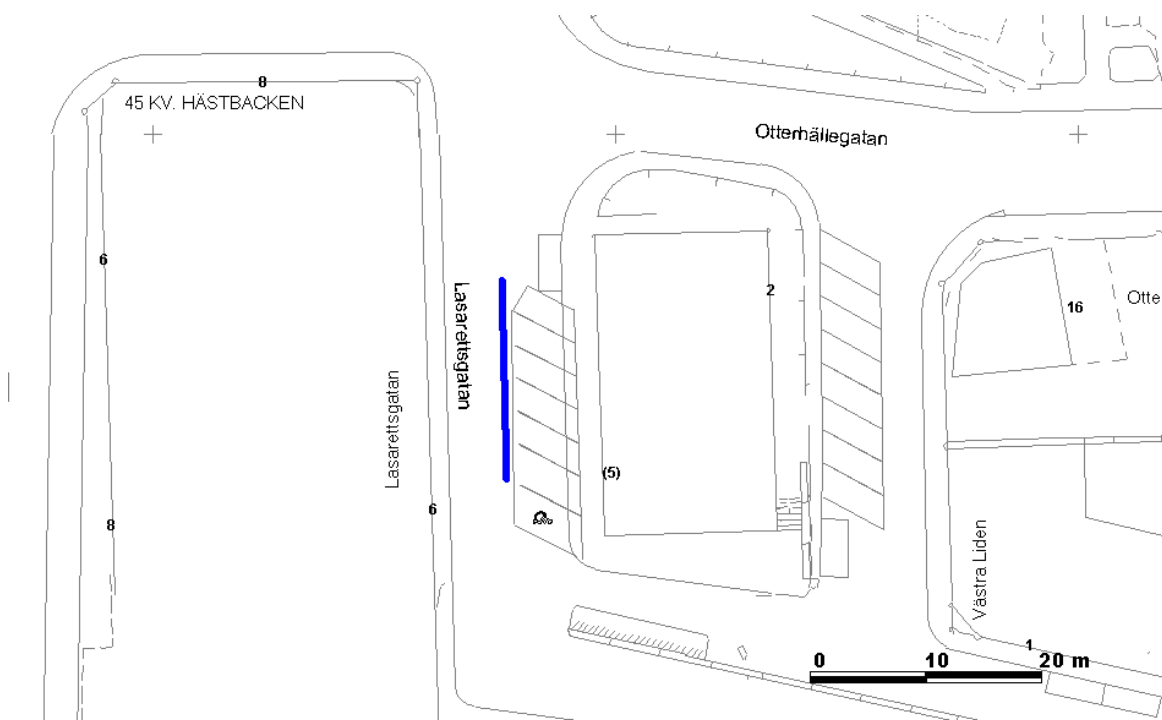 8
45 KV. HÄSTBACKEN
Otterhällegatan
6
Lasarettsgatan
2
Otte
16
Lasarettsgatan
(5)
6
8
Västra Liden
1
0 10 20 m